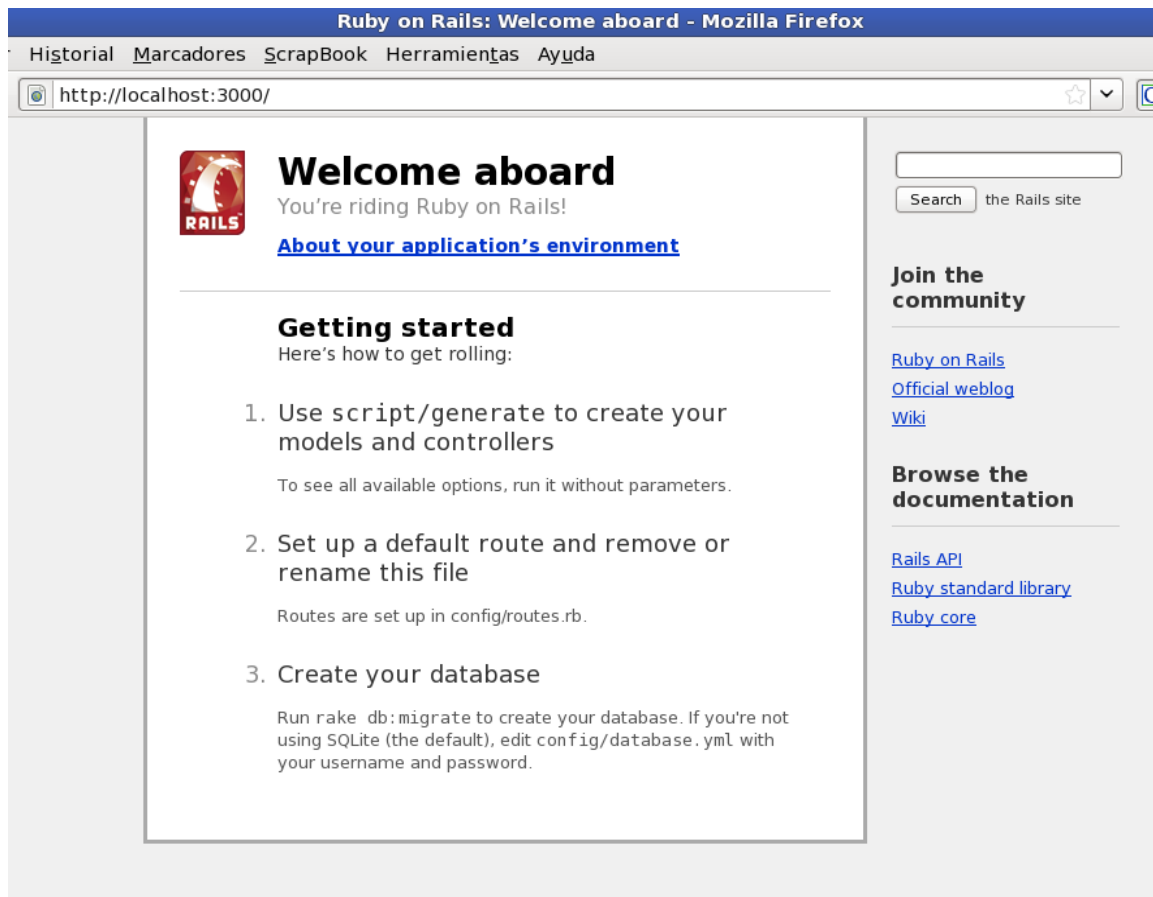 Ruby on Rails: Welcome aboard - Mozilla Firefox
Historial Marcadores ScrapBook Herramientas Ayuda
http://localhost:3000/
RAILS
Welcome aboard
You're riding Ruby on Rails!
About your application's environment
Getting started
Here's how to get rolling:
1. Use script/generate to create your
models and controllers
To see all available options, run it without parameters.
2. Set up a default route and remove or
rename this file
Routes are set up in config/routes.rb.
3. Create your database
Run rake db:migrate to create your database. If you're not
using SQLite (the default), edit config/database.yml with
your username and password.
Search the Rails site
Join the
community
Ruby on Rails
Official weblog
Wiki
Browse the
documentation
Rails API
Ruby standard library
Ruby core